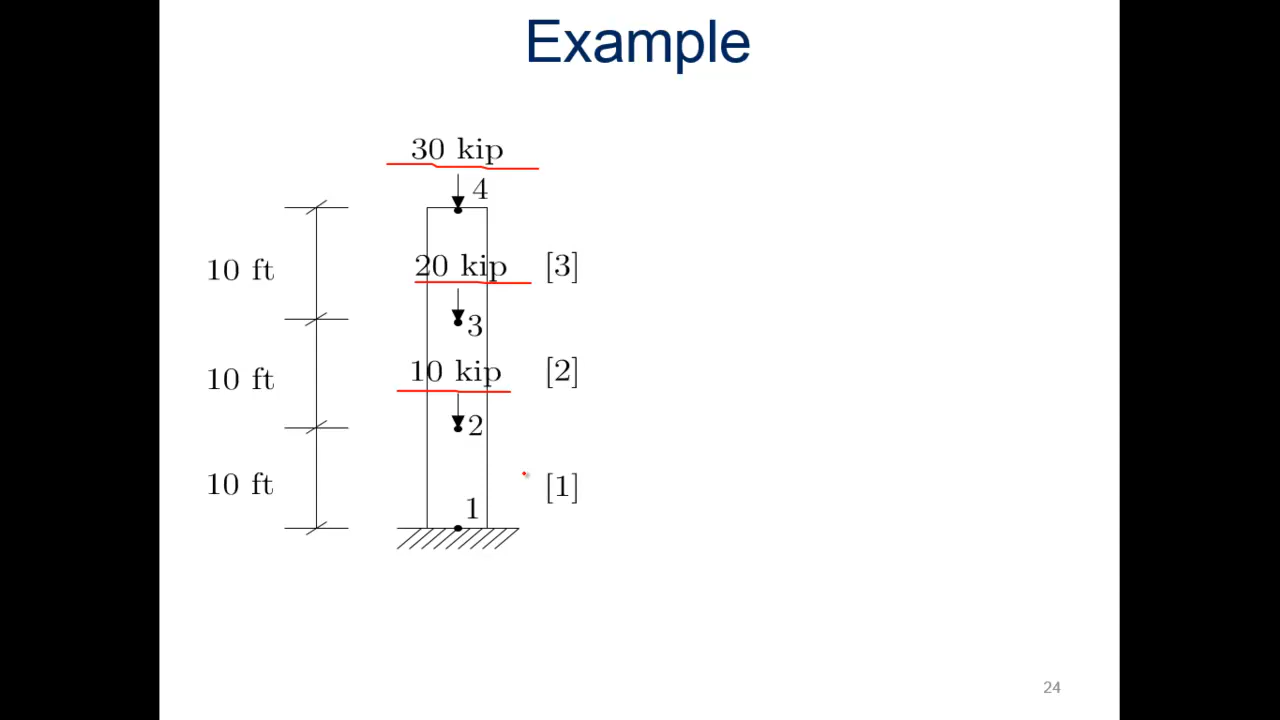 Example
30 kip
4
10 ft
20 kip
[3]
3
10 ft
10 kip
[2]
2
10 ft
[1]
1
24